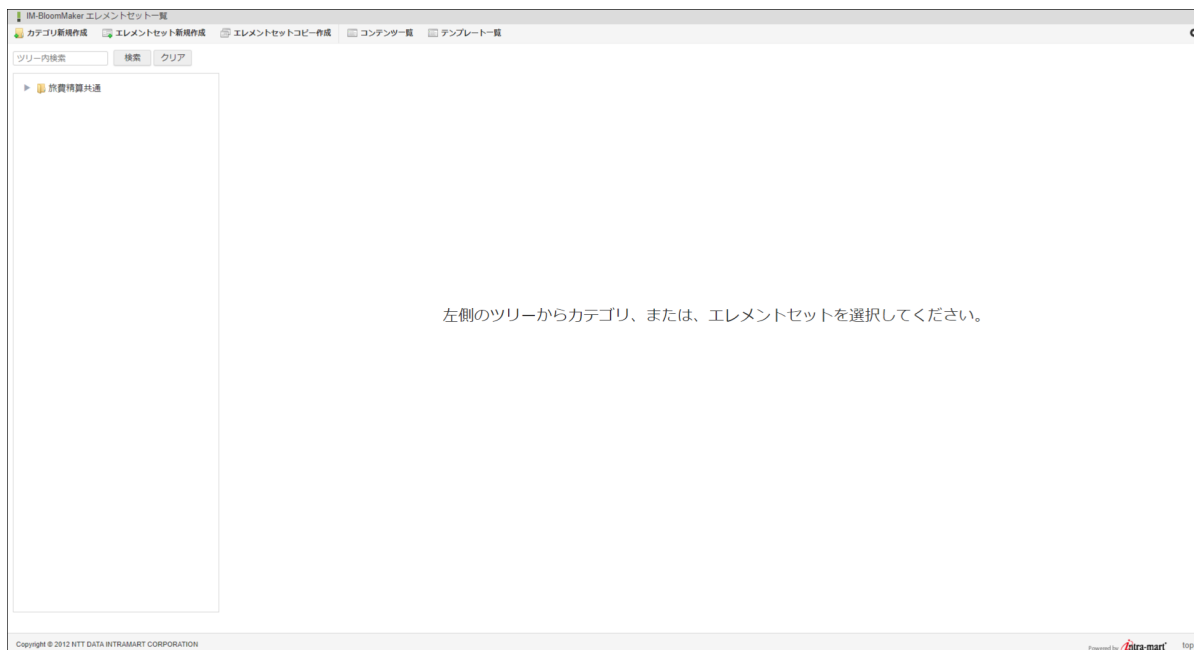 IM-BloomMaker エレメントセット一覧
カテゴリ新規作成 エレメントセット新規作成 エレメントセットコピー作成 コンテンツ一覧 テンプレート一覧
ツリー内検索 検索 クリア
旅費精算共通
左側のツリーからカテゴリ、または、エレメントセットを選択してください。
Copyright © 2012 NTT DATA INTRAMART CORPORATION
Powered by intra-mart top